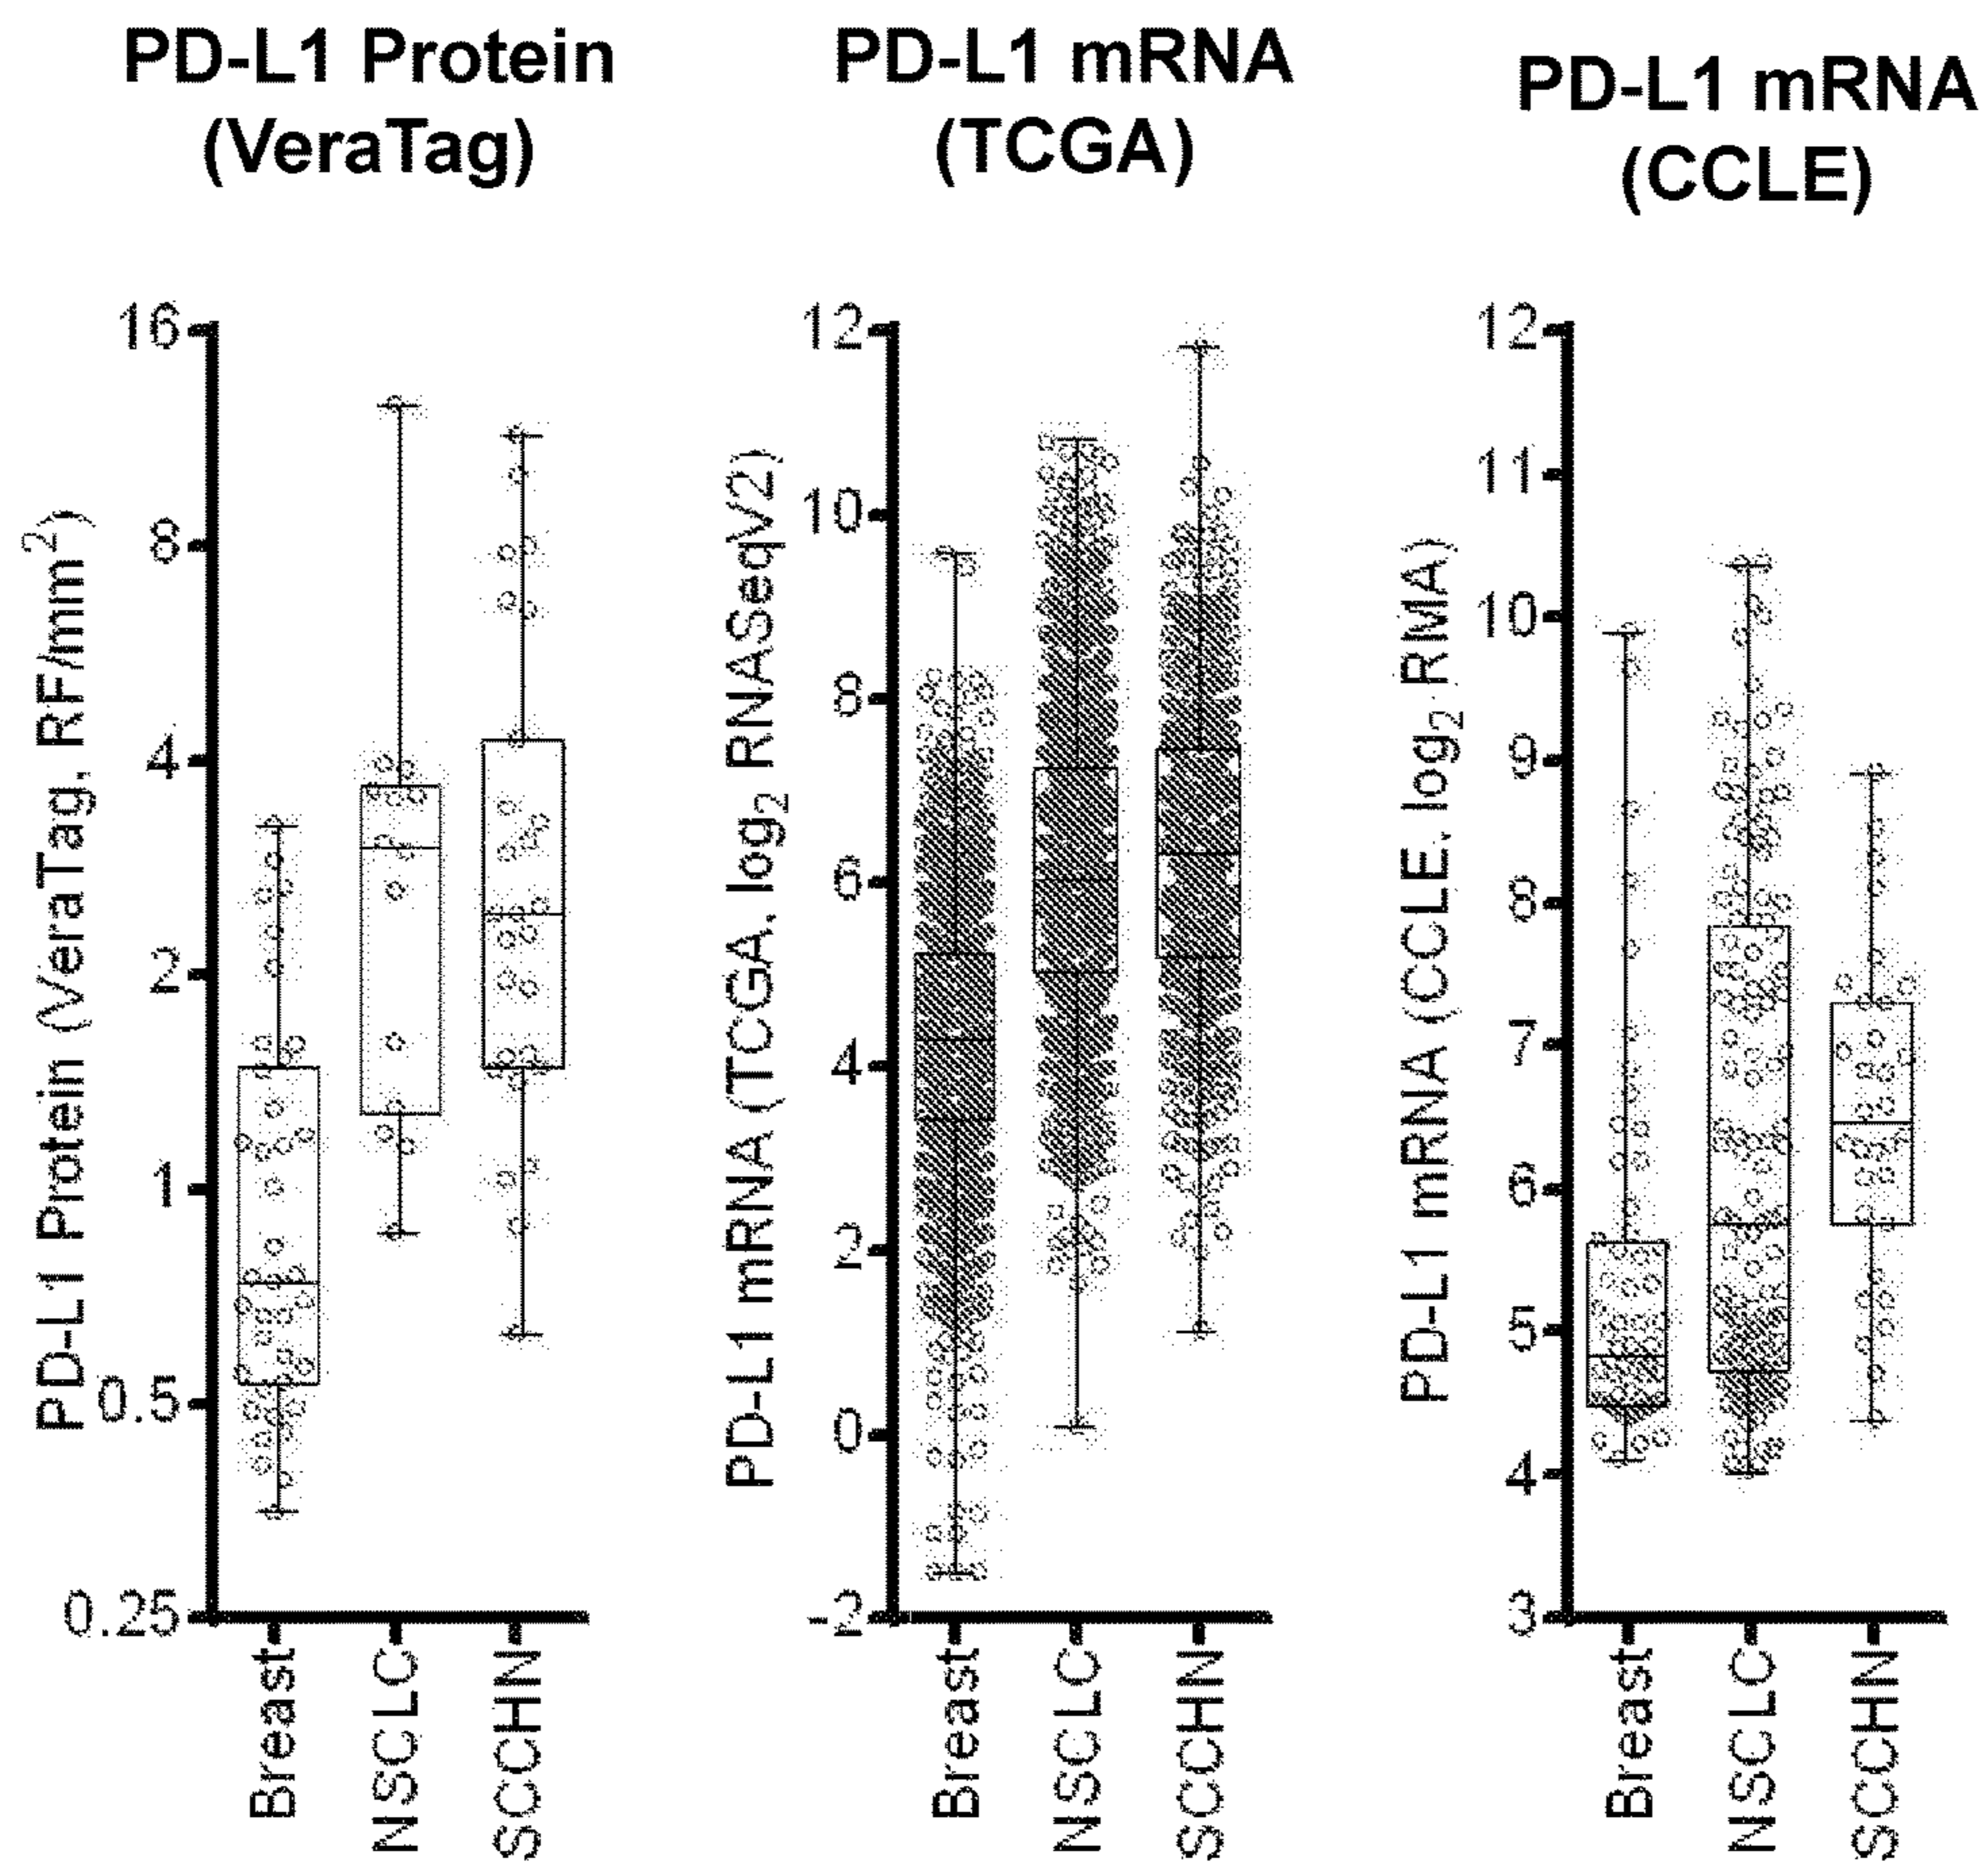 PD-L1 Protein
(VeraTag)
PD-L1 Protein (VeraTag, RF/mm²)
16
8
4
2
1
0.5
0.25
Breast
NSCLC
SCCHN
PD-L1 mRNA
(TCGA)
PD-L1 mRNA (TCGA, log₂ RNASeqV2)
12
10
8
6
4
2
0
-2
Breast
NSCLC
SCCHN
PD-L1 mRNA
(CCLE)
PD-L1 mRNA (CCLE, log₂ RMA)
12
11
10
9
8
7
6
5
4
3
Breast
NSCLC
SCCHN